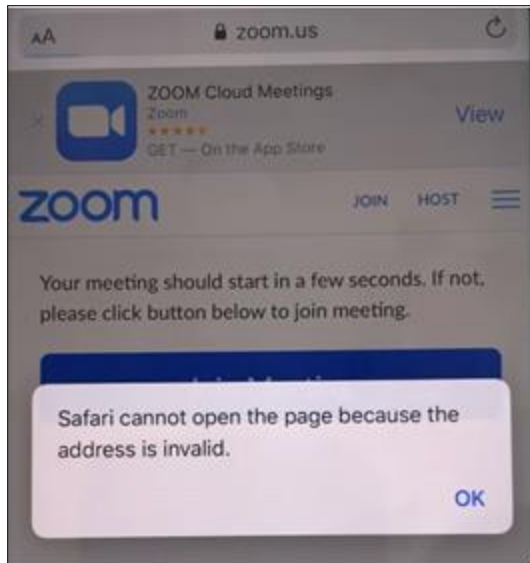 AA zoom.us
ZOOM Cloud Meetings
Zoom
GET — On the App Store
View
zoom JOIN HOST
Your meeting should start in a few seconds. If not,
please click button below to join meeting.
Safari cannot open the page because the
address is invalid.
OK